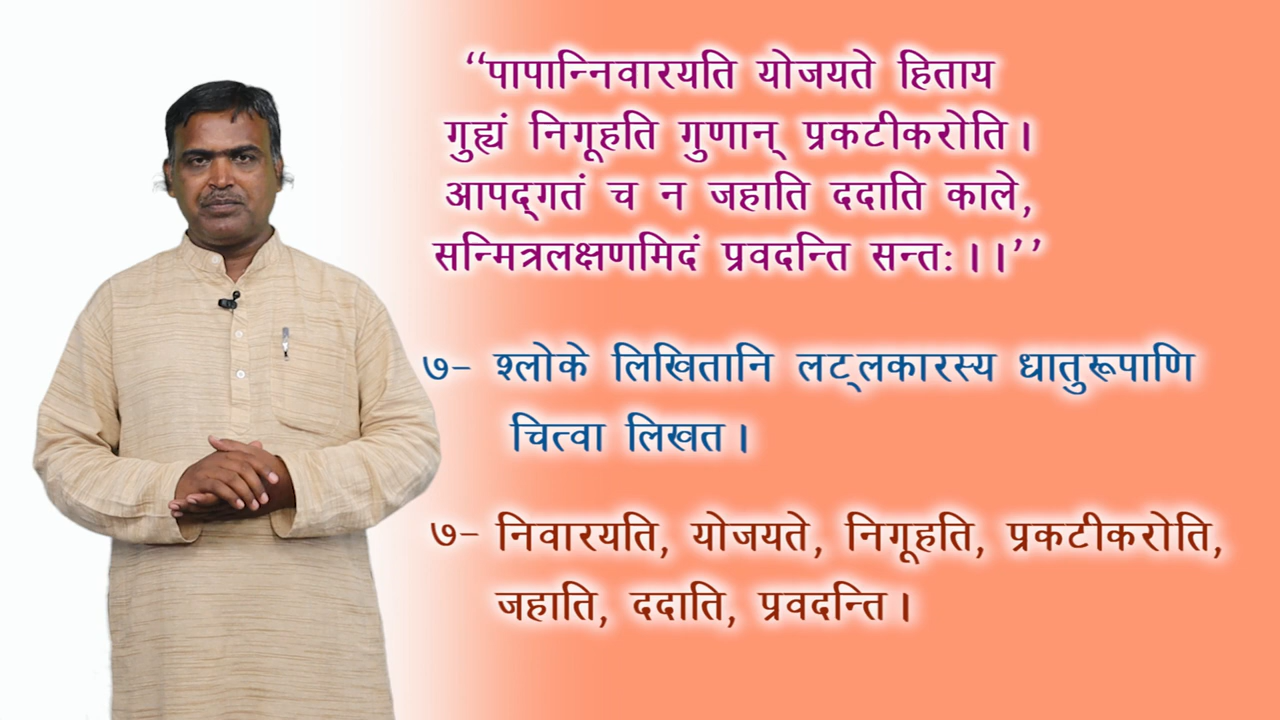 “पापान्निवारयति योजयते हिताय
गुह्यं निगूहति गुणान् प्रकटीकरोति।
आपद्‌गतं च न जहाति ददाति काले,
सन्मित्रलक्षणमिदं प्रवदन्ति सन्तः।।’’
७- श्लोके लिखितानि लट्‌लकारस्य धातुरूपाणि
चित्वा लिखत।
७- निवारयति, योजयते, निगूहति, प्रकटीकरोति,
जहाति, ददाति, प्रवदन्ति।